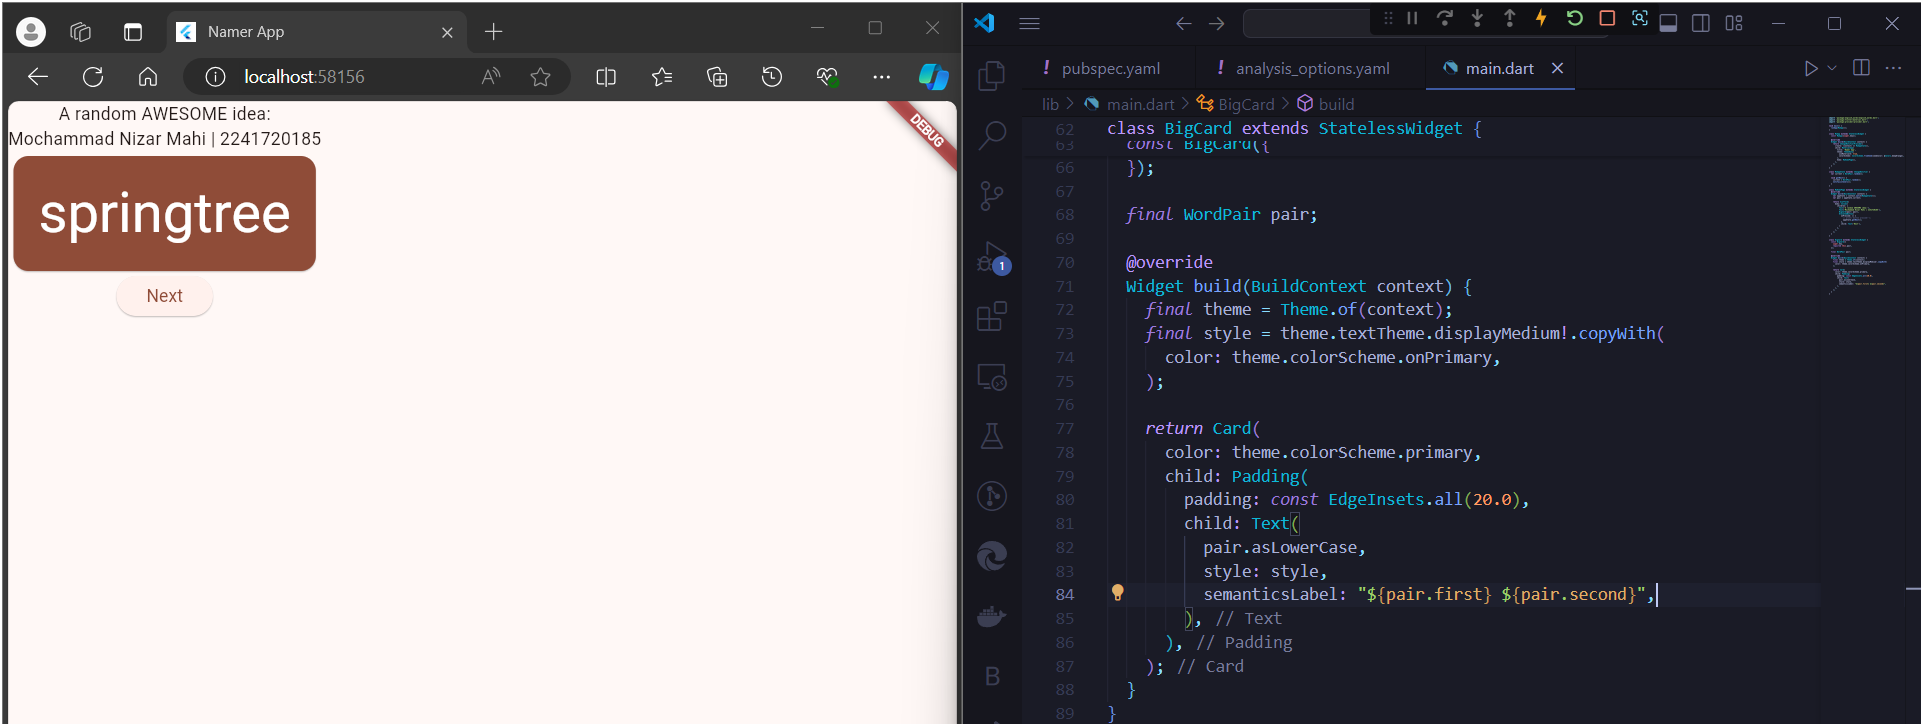 Namer App
localhost:58156
A random AWESOME idea:
Mochammad Nizar Mahi | 2241720185
DEBUG
springtree
Next
pubspec.yaml
analysis_options.yaml
main.dart
lib > main.dart > BigCard > build
62 class BigCard extends StatelessWidget {
63 const BigCard({
66 });
67
68 final WordPair pair;
69
70 @override
71 Widget build(BuildContext context) {
72 final theme = Theme.of(context);
73 final style = theme.textTheme.displayMedium!.copyWith(
74 color: theme.colorScheme.onPrimary,
75 );
76
77 return Card(
78 color: theme.colorScheme.primary,
79 child: Padding(
80 padding: const EdgeInsets.all(20.0),
81 child: Text(
82 pair.asLowerCase,
83 style: style,
84 semanticsLabel: "${pair.first} ${pair.second}",
85 ), // Text
86 ), // Padding
87 ); // Card
88 }
89 }
1
B